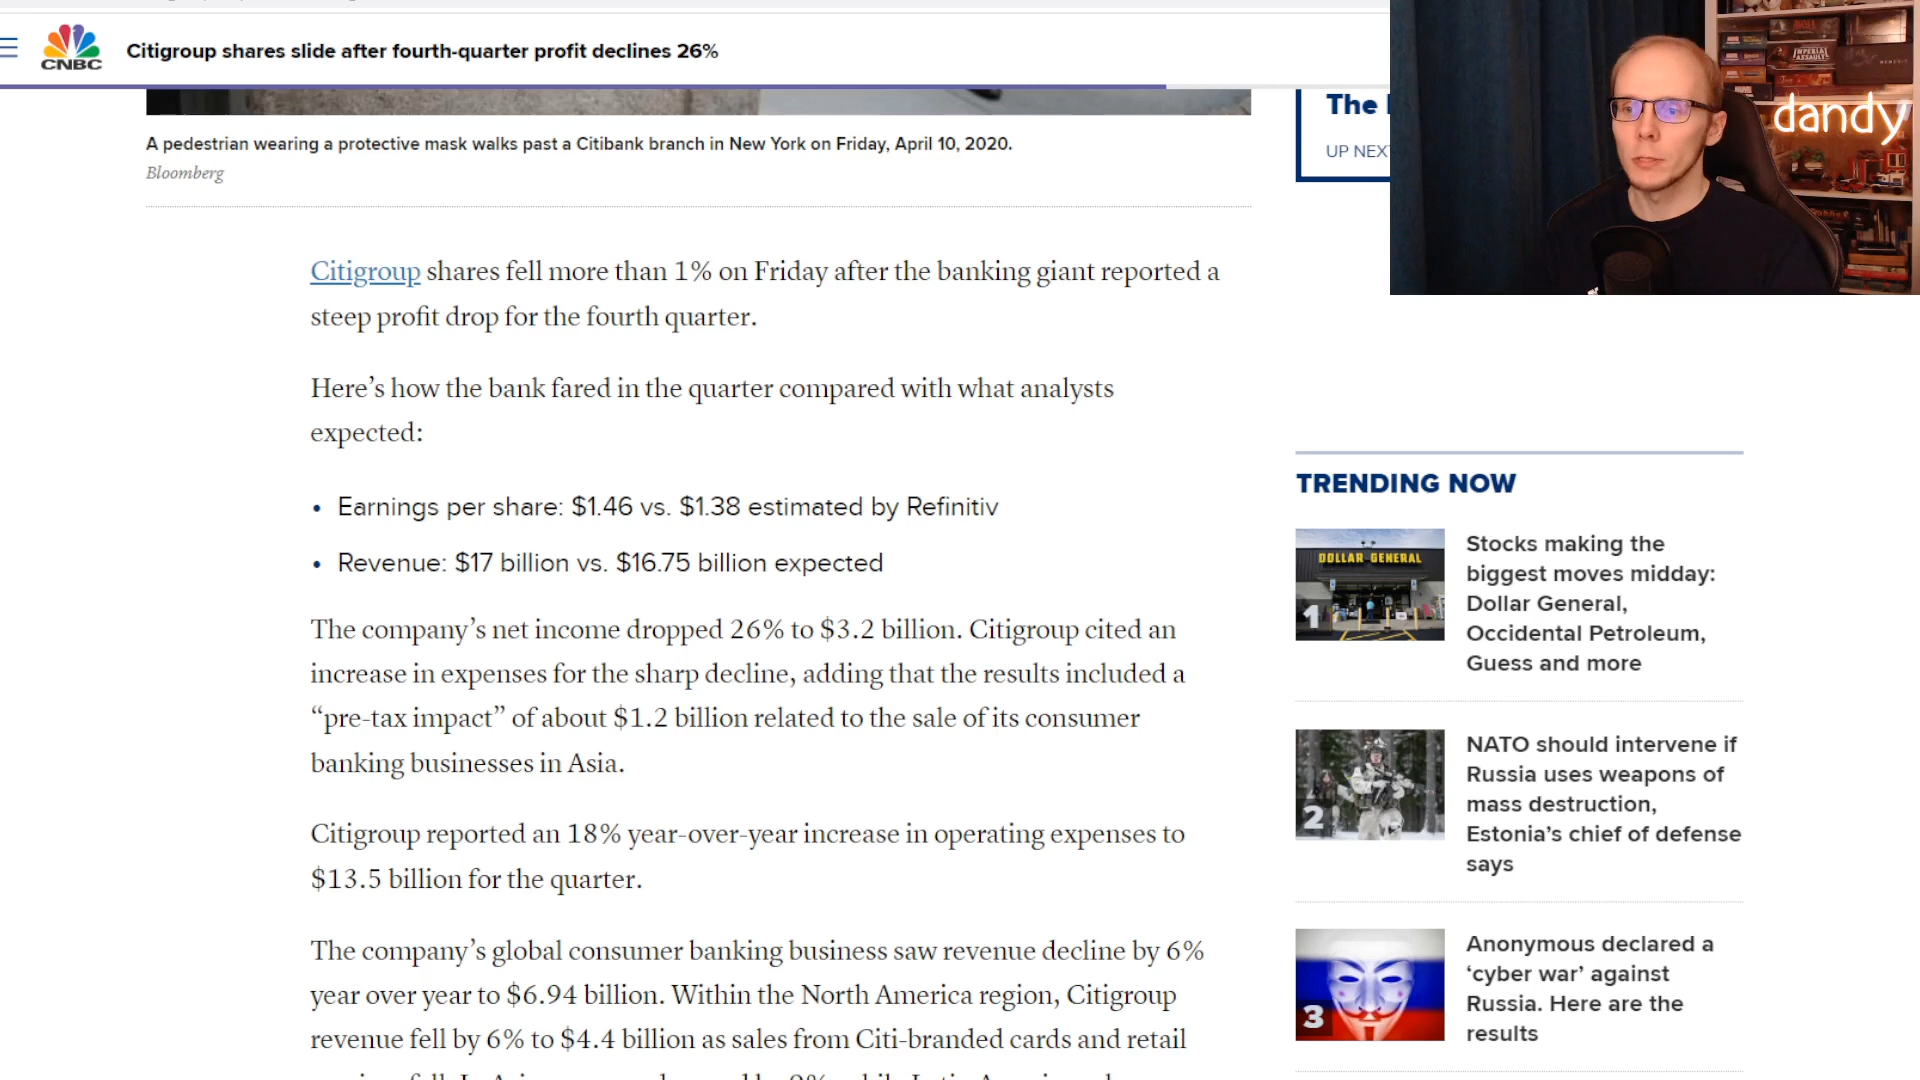 CNBC
Citigroup shares slide after fourth-quarter profit declines 26%
A pedestrian wearing a protective mask walks past a Citibank branch in New York on Friday, April 10, 2020.
Bloomberg
Citigroup shares fell more than 1% on Friday after the banking giant reported a
steep profit drop for the fourth quarter.
Here’s how the bank fared in the quarter compared with what analysts
expected:
• Earnings per share: $1.46 vs. $1.38 estimated by Refinitiv
• Revenue: $17 billion vs. $16.75 billion expected
The company’s net income dropped 26% to $3.2 billion. Citigroup cited an
increase in expenses for the sharp decline, adding that the results included a
“pre-tax impact” of about $1.2 billion related to the sale of its consumer
banking businesses in Asia.
Citigroup reported an 18% year-over-year increase in operating expenses to
$13.5 billion for the quarter.
The company’s global consumer banking business saw revenue decline by 6%
year over year to $6.94 billion. Within the North America region, Citigroup
revenue fell by 6% to $4.4 billion as sales from Citi-branded cards and retail
The
UP NEXT
dandy
IMPERIAL
ASSAULT
TRENDING NOW
DOLLAR GENERAL
1
Stocks making the
biggest moves midday:
Dollar General,
Occidental Petroleum,
Guess and more
2
NATO should intervene if
Russia uses weapons of
mass destruction,
Estonia’s chief of defense
says
3
Anonymous declared a
‘cyber war’ against
Russia. Here are the
results